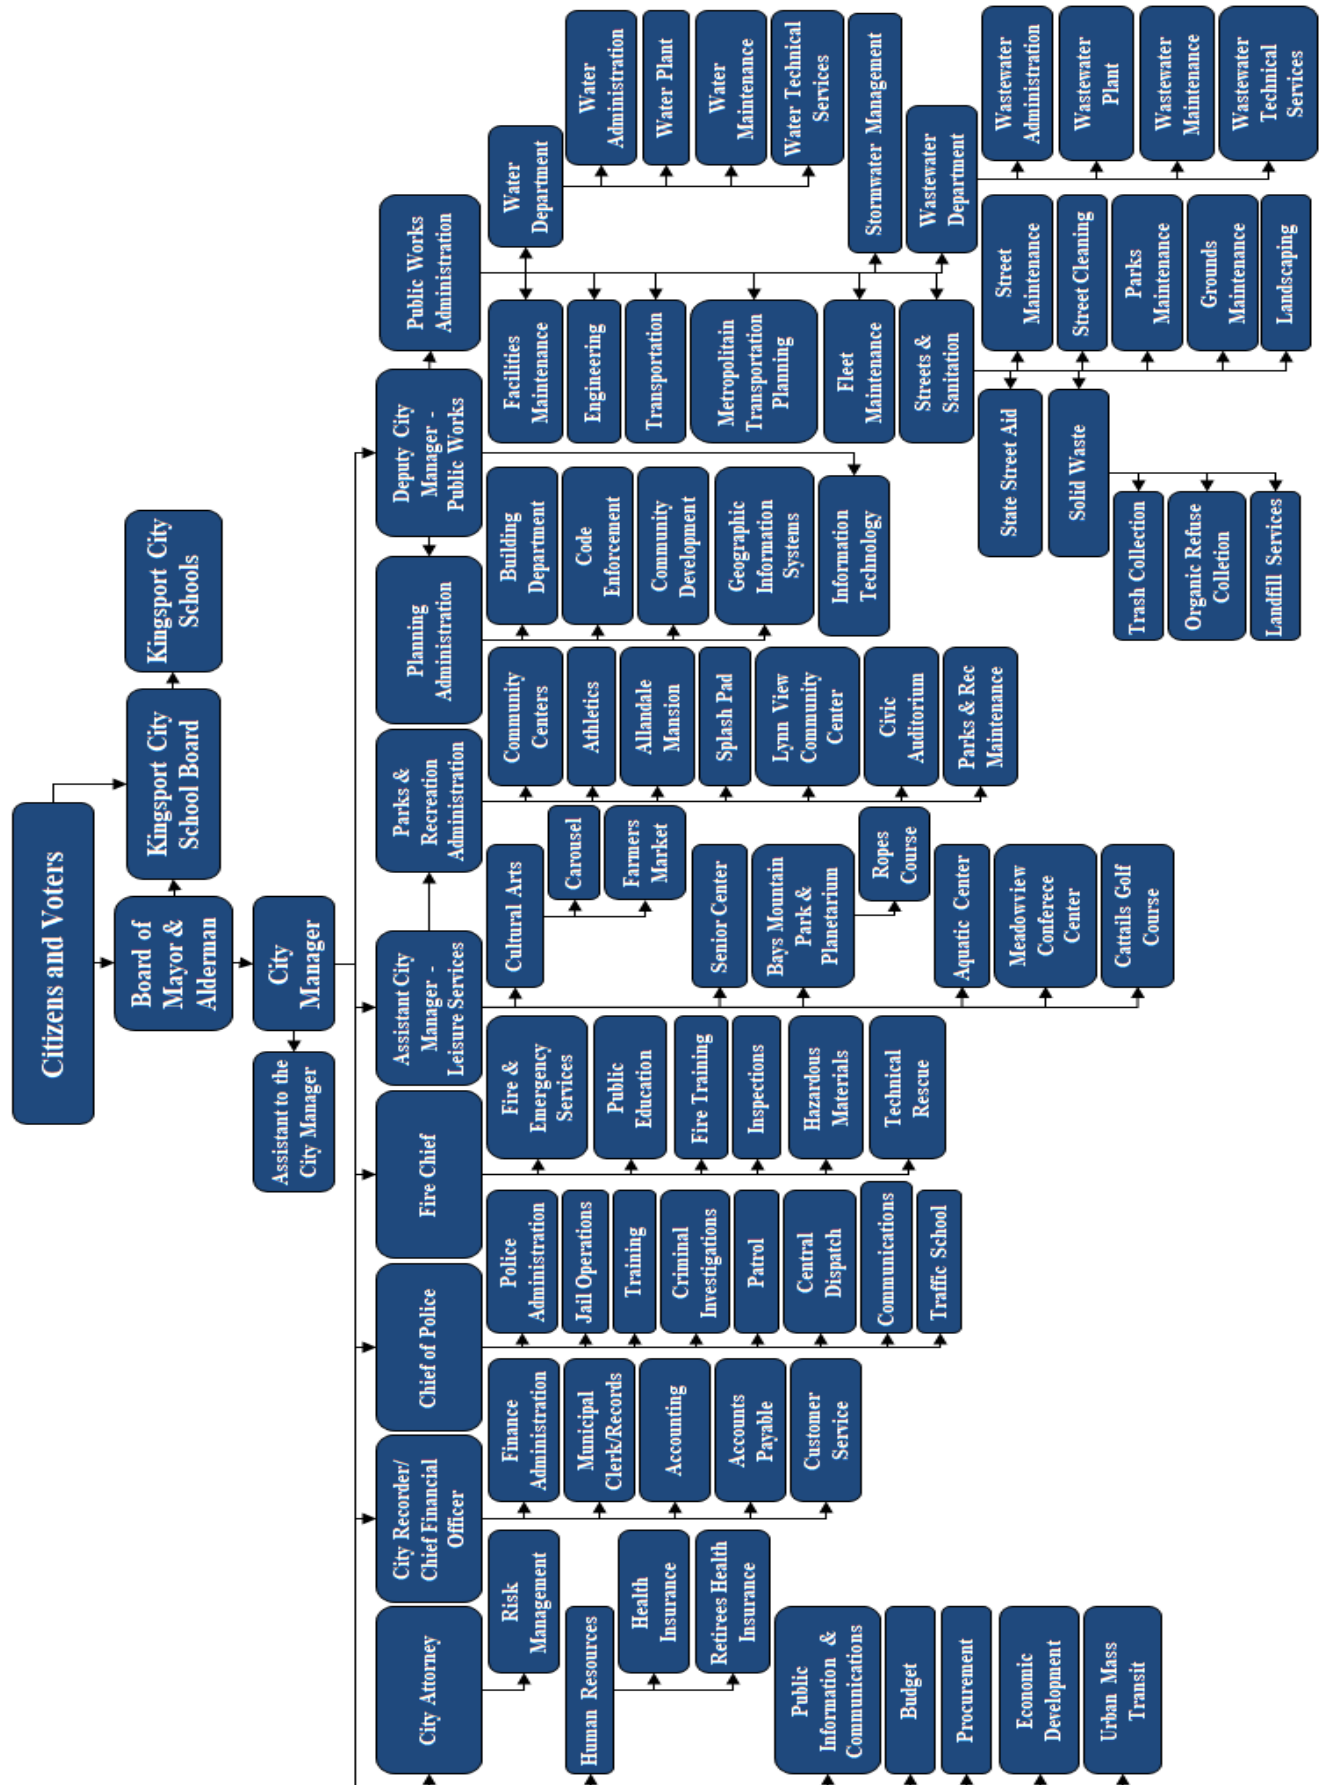 Citizens and Voters
Kingsport City
School Board
Kingsport City
Schools
Board of
Mayor &
Alderman
City
Manager
Assistant to the
City Manager
City Attorney
Risk
Management
Human Resources
Health
Insurance
Retirees Health
Insurance
Public
Information &
Communications
Budget
Procurement
Economic
Development
Urban Mass
Transit
City Recorder/
Chief Financial
Officer
Finance
Administration
Municipal
Clerk/Records
Accounting
Accounts
Payable
Customer
Service
Chief of Police
Police
Administration
Jail Operations
Training
Criminal
Investigations
Patrol
Central
Dispatch
Communications
Traffic School
Fire Chief
Fire &
Emergency
Services
Public
Education
Fire Training
Inspections
Hazardous
Materials
Technical
Rescue
Assistant City
Manager -
Leisure Services
Cultural Arts
Carousel
Farmers
Market
Senior Center
Bays Mountain
Park &
Planetarium
Ropes
Course
Aquatic Center
Meadowview
Conferece
Center
Cattails Golf
Course
Parks &
Recreation
Administration
Community
Centers
Athletics
Allandale
Mansion
Splash Pad
Lynn View
Community
Center
Civic
Auditorium
Parks & Rec
Maintenance
Planning
Administration
Building
Department
Code
Enforcement
Community
Development
Geographic
Information
Systems
Deputy City
Manager -
Public Works
Information
Technology
Public Works
Administration
Facilities
Maintenance
Engineering
Transportation
Metropolitain
Transportation
Planning
Fleet
Maintenance
Streets &
Sanitation
State Street Aid
Solid Waste
Trash Collection
Organic Refuse
Colletion
Landfill Services
Street
Maintenance
Street Cleaning
Parks
Maintenance
Grounds
Maintenance
Landscaping
Water
Department
Water
Administration
Water Plant
Water
Maintenance
Water Technical
Services
Stormwater Management
Wastewater
Department
Wastewater
Administration
Wastewater
Plant
Wastewater
Maintenance
Wastewater
Technical
Services